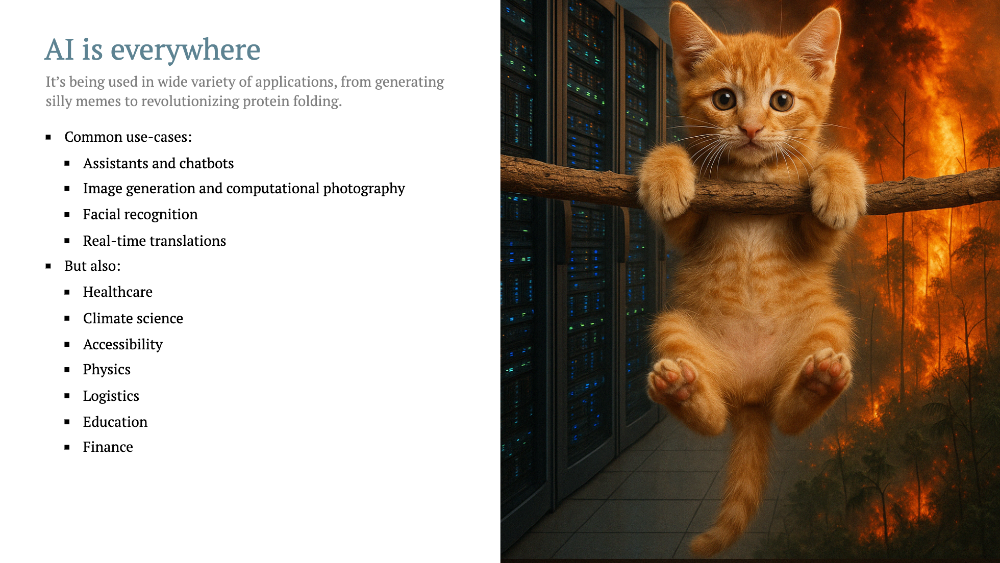 AI is everywhere
It’s being used in wide variety of applications, from generating
silly memes to revolutionizing protein folding.
Common use-cases:
Assistants and chatbots
Image generation and computational photography
Facial recognition
Real-time translations
But also:
Healthcare
Climate science
Accessibility
Physics
Logistics
Education
Finance